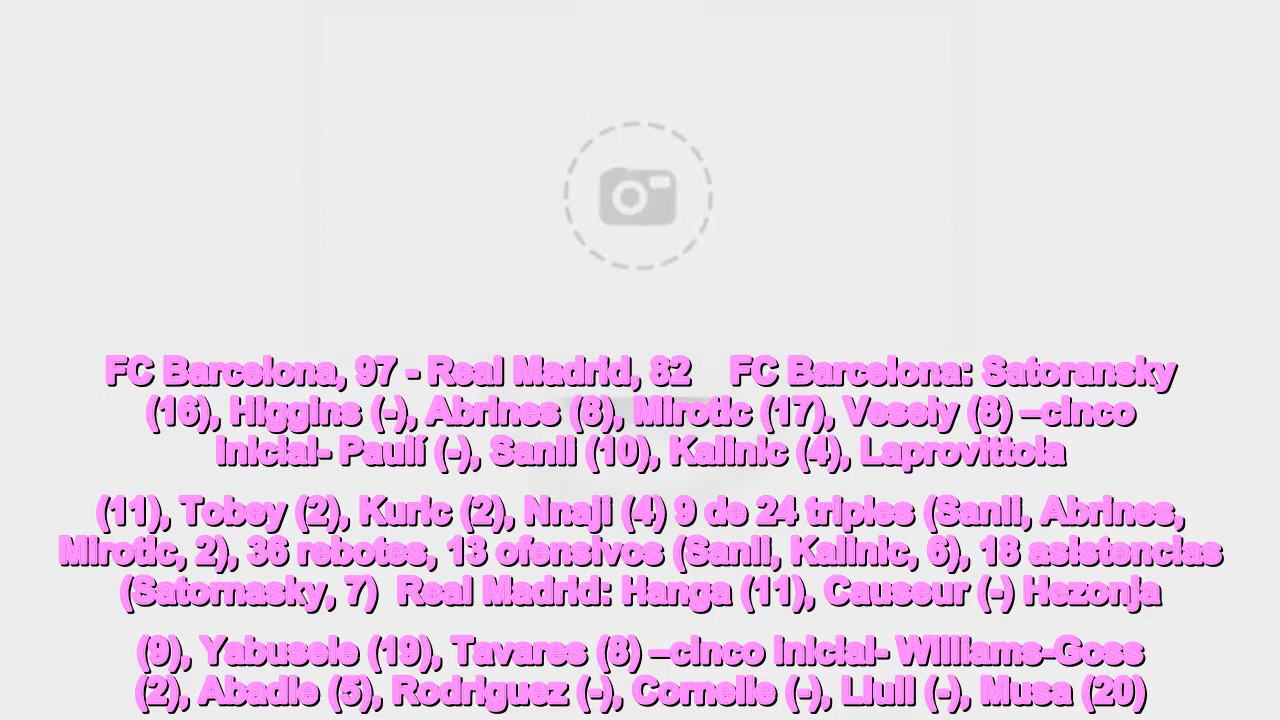 FC Barcelona, 97 - Real Madrid, 82    FC Barcelona: Satoransky
(16), Higgins (-), Abrines (8), Mirotic (17), Vesely (8) –cinco
inicial- Paulí (-), Sanli (10), Kalinic (4), Laprovittola
(11), Tobey (2), Kuric (2), Nnaji (4) 9 de 24 triples (Sanli, Abrines,
Mirotic, 2), 36 rebotes, 13 ofensivos (Sanli, Kalinic, 6), 18 asistencias
(Satornasky, 7)  Real Madrid: Hanga (11), Causeur (-) Hezonja
(9), Yabusele (19), Tavares (8) –cinco inicial- Williams-Goss
(2), Abadle (5), Rodriguez (-), Cornelie (-), Llull (-), Musa (20)